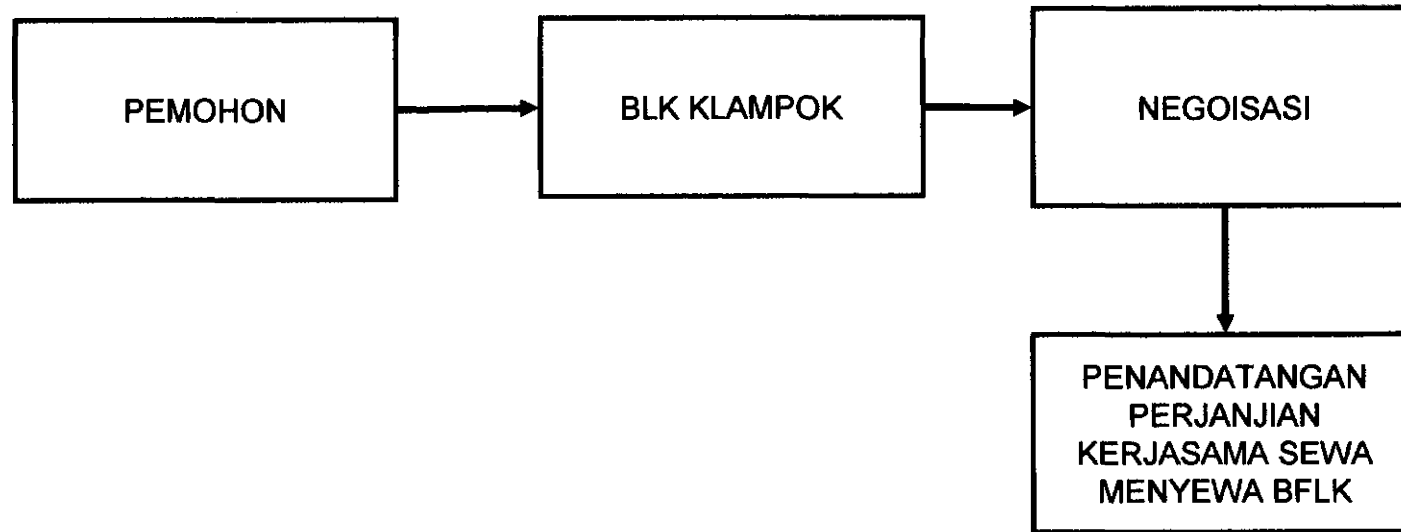 PEMOHON
BLK KLAMPOK
NEGOISASI
PENANDATANGAN
PERJANJIAN
KERJASAMA SEWA
MENYEWA BFLK